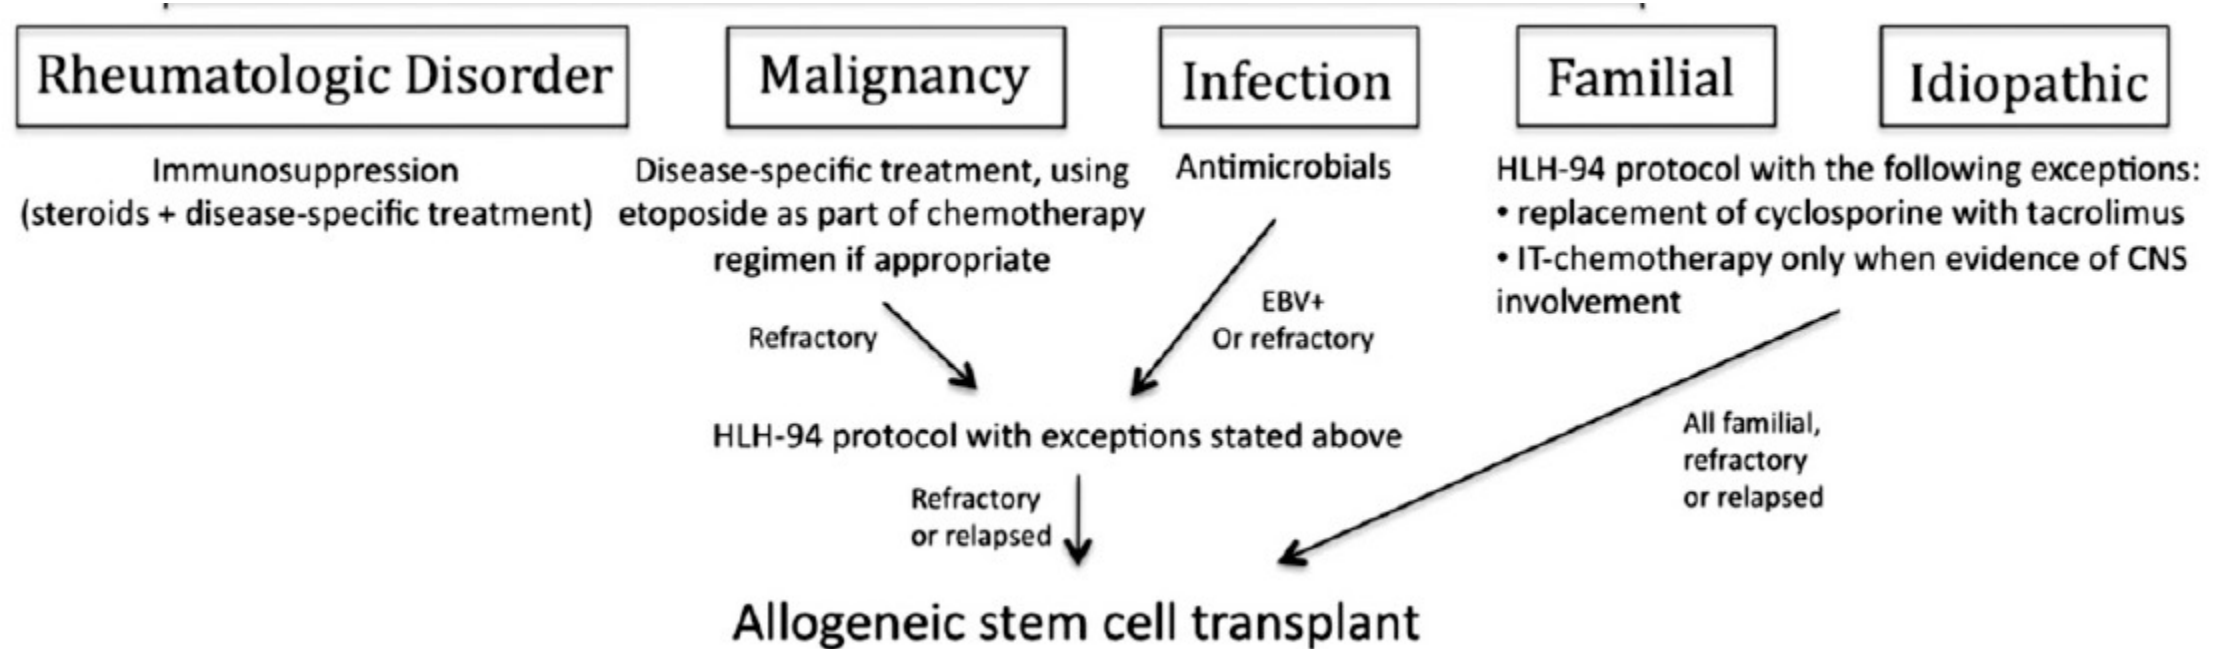 Rheumatologic Disorder
Immunosuppression
(steroids + disease-specific treatment)
Malignancy
Disease-specific treatment, using
etoposide as part of chemotherapy
regimen if appropriate
Infection
Antimicrobials
Familial
Idiopathic
HLH-94 protocol with the following exceptions:
• replacement of cyclosporine with tacrolimus
• IT-chemotherapy only when evidence of CNS
involvement
Refractory
EBV+
Or refractory
HLH-94 protocol with exceptions stated above
All familial,
refractory
or relapsed
Refractory
or relapsed
Allogeneic stem cell transplant